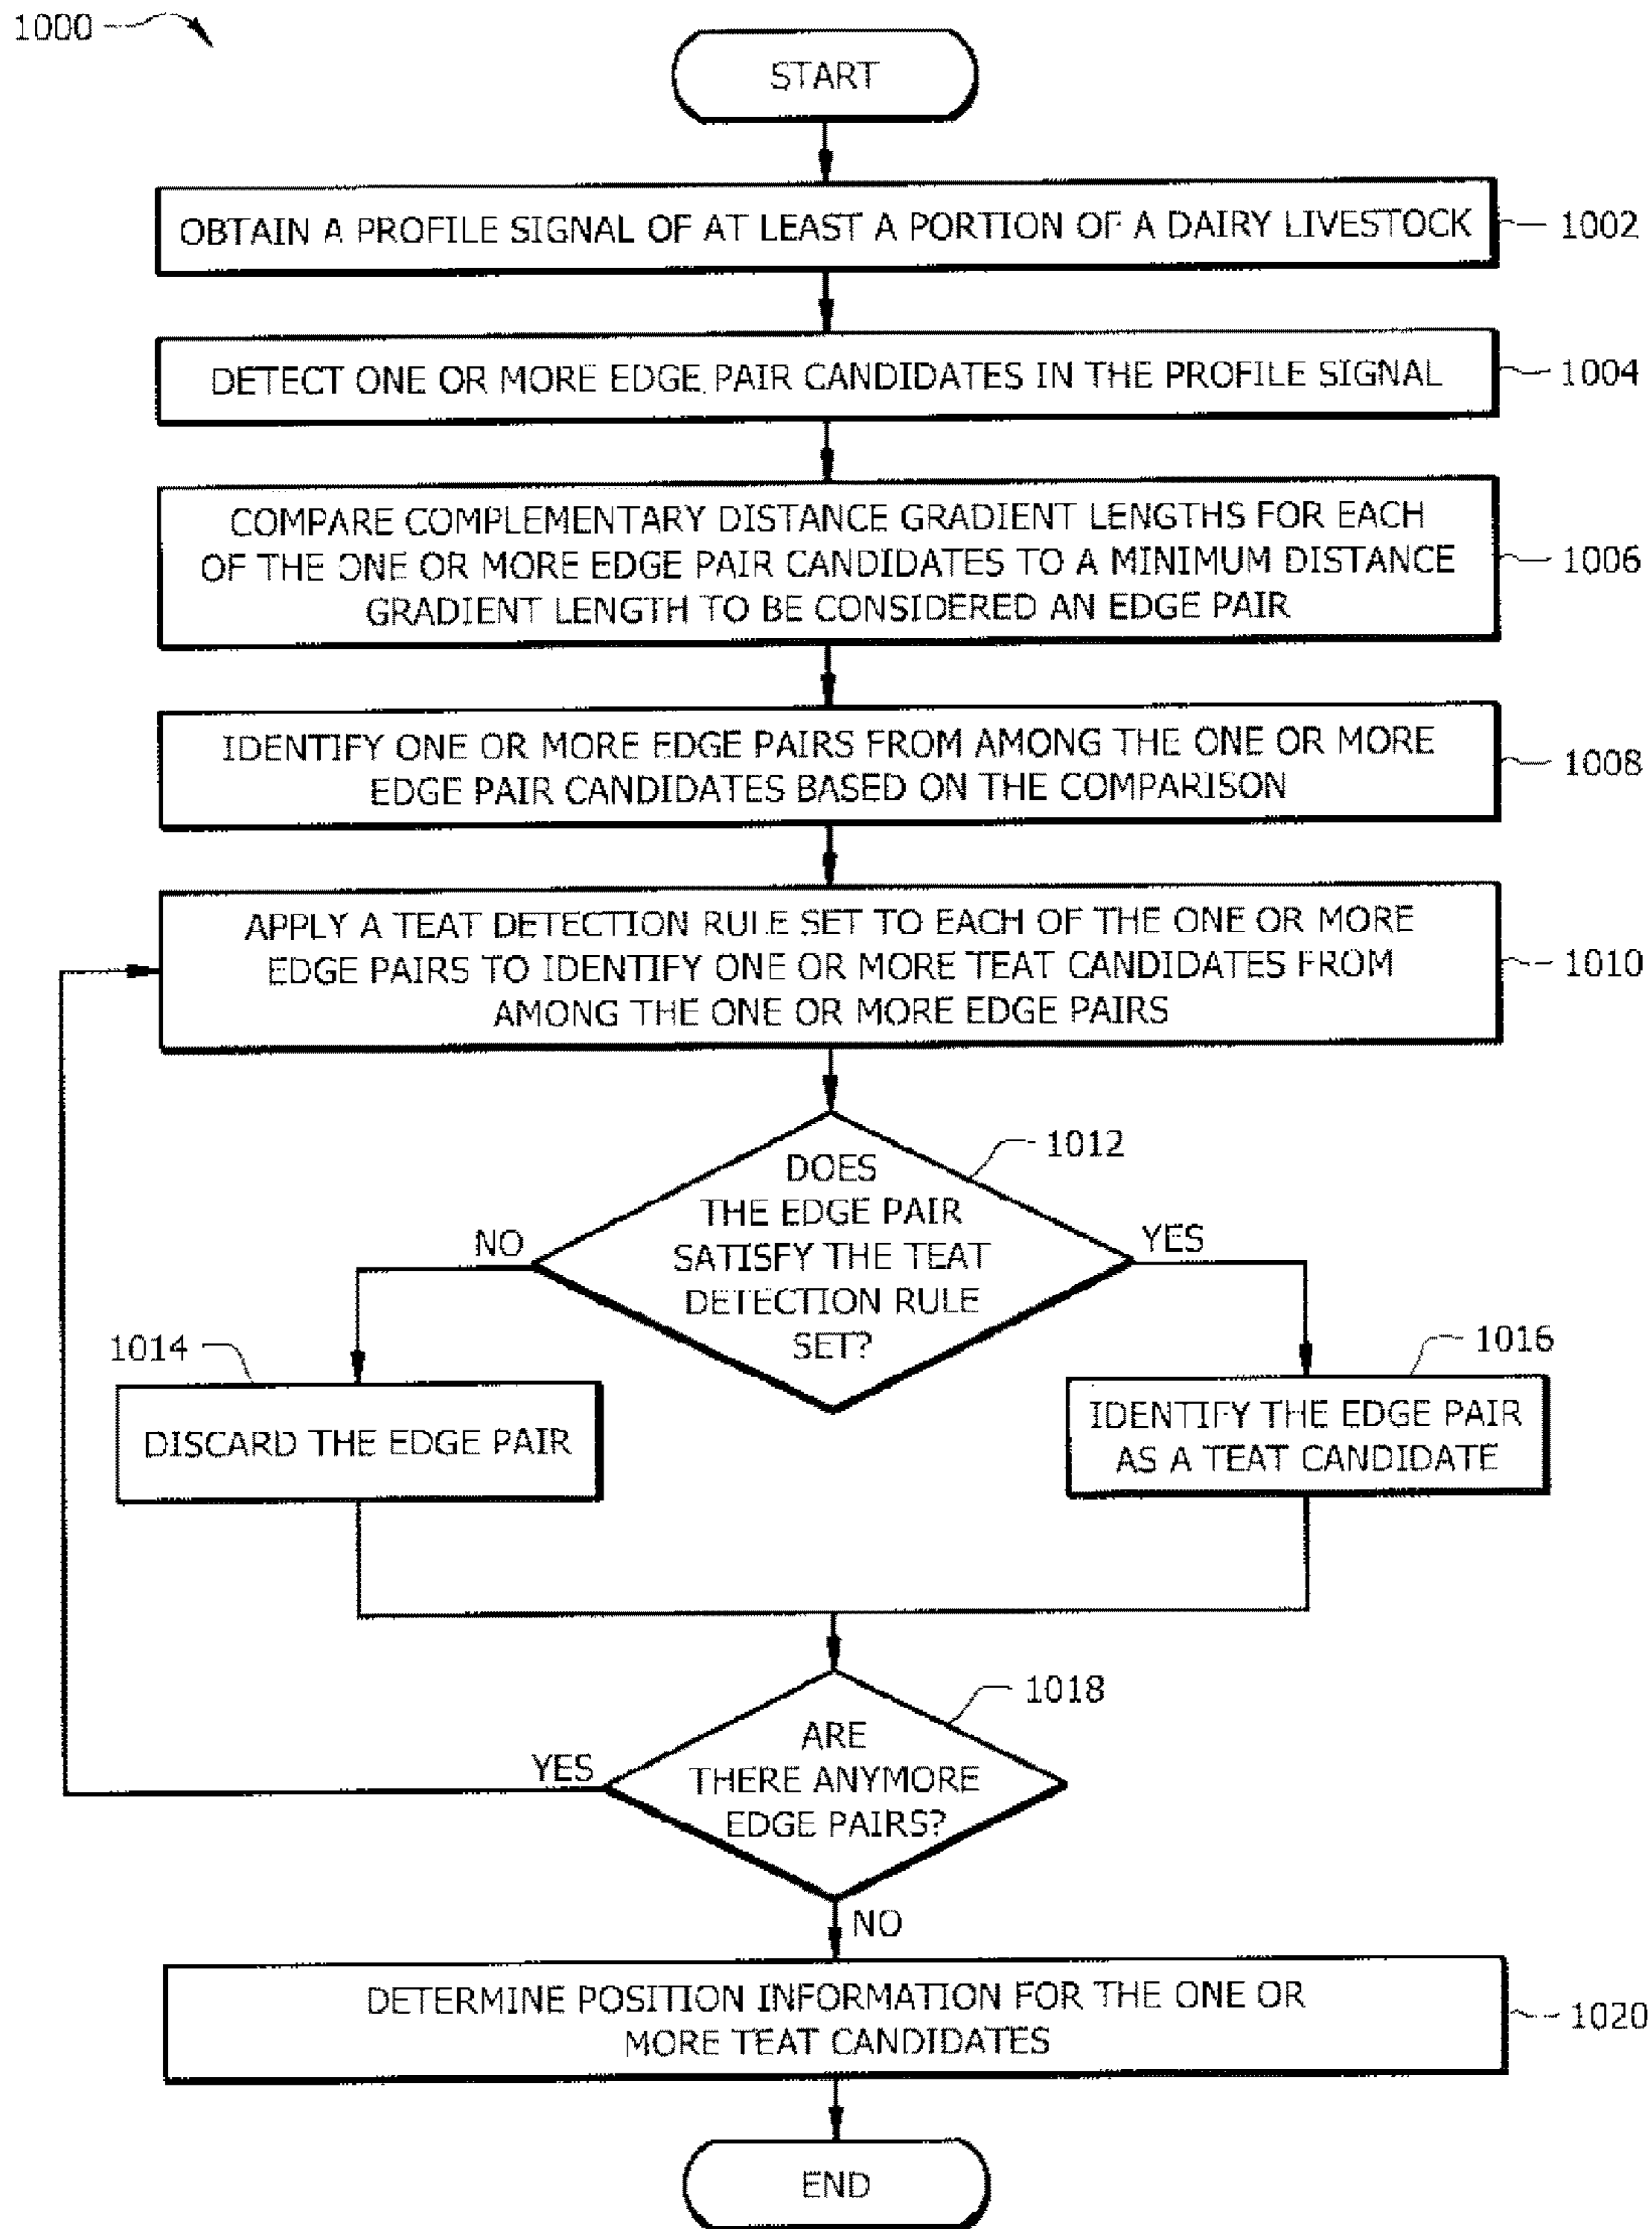 1000
START
OBTAIN A PROFILE SIGNAL OF AT LEAST A PORTION OF A DAIRY LIVESTOCK
1002
DETECT ONE OR MORE EDGE PAIR CANDIDATES IN THE PROFILE SIGNAL
1004
COMPARE COMPLEMENTARY DISTANCE GRADIENT LENGTHS FOR EACH
OF THE ONE OR MORE EDGE PAIR CANDIDATES TO A MINIMUM DISTANCE
GRADIENT LENGTH TO BE CONSIDERED AN EDGE PAIR
1006
IDENTIFY ONE OR MORE EDGE PAIRS FROM AMONG THE ONE OR MORE
EDGE PAIR CANDIDATES BASED ON THE COMPARISON
1008
APPLY A TEAT DETECTION RULE SET TO EACH OF THE ONE OR MORE
EDGE PAIRS TO IDENTIFY ONE OR MORE TEAT CANDIDATES FROM
AMONG THE ONE OR MORE EDGE PAIRS
1010
1012
DOES
THE EDGE PAIR
SATISFY THE TEAT
DETECTION RULE
SET?
NO
YES
1014
DISCARD THE EDGE PAIR
1016
IDENTIFY THE EDGE PAIR
AS A TEAT CANDIDATE
1018
ARE
THERE ANYMORE
EDGE PAIRS?
YES
NO
DETERMINE POSITION INFORMATION FOR THE ONE OR
MORE TEAT CANDIDATES
1020
END